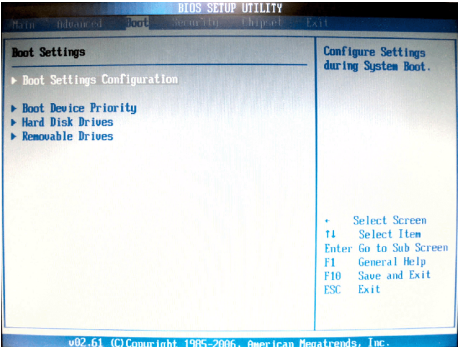 BIOS SETUP UTILITY
Main Advanced Boot Security Chipset Exit
Boot Settings
▶ Boot Settings Configuration
▶ Boot Device Priority
▶ Hard Disk Drives
▶ Removable Drives
Configure Settings
during System Boot.
← Select Screen
↑↓ Select Item
Enter Go to Sub Screen
F1 General Help
F10 Save and Exit
ESC Exit
v02.61 (C)Copyright 1985-2006, American Megatrends, Inc.